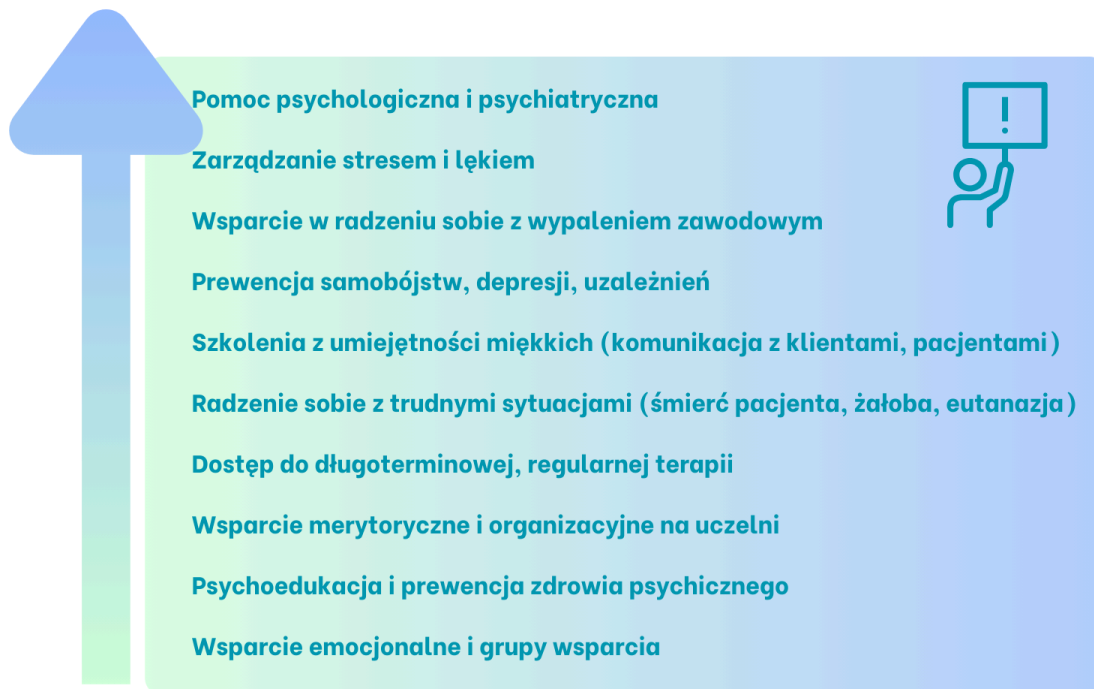 Pomoc psychologiczna i psychiatryczna
Zarządzanie stresem i lękiem
Wsparcie w radzeniu sobie z wypaleniem zawodowym
Prewencja samobójstw, depresji, uzależnień
Szkolenia z umiejętności miękkich (komunikacja z klientami, pacjentami)
Radzenie sobie z trudnymi sytuacjami (śmierć pacjenta, żałoba, eutanazja)
Dostęp do długoterminowej, regularnej terapii
Wsparcie merytoryczne i organizacyjne na uczelni
Psychoedukacja i prewencja zdrowia psychicznego
Wsparcie emocjonalne i grupy wsparcia